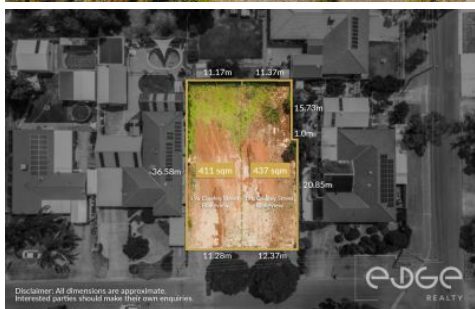 11.17m 11.37m
15.73m
1.0m
36.58m
411 sqm 437 sqm
20.85m
11.28m 12.37m
Disclaimer: All dimensions are approximate.
Interested parties should make their own enquiries.
EDGE
REALTY